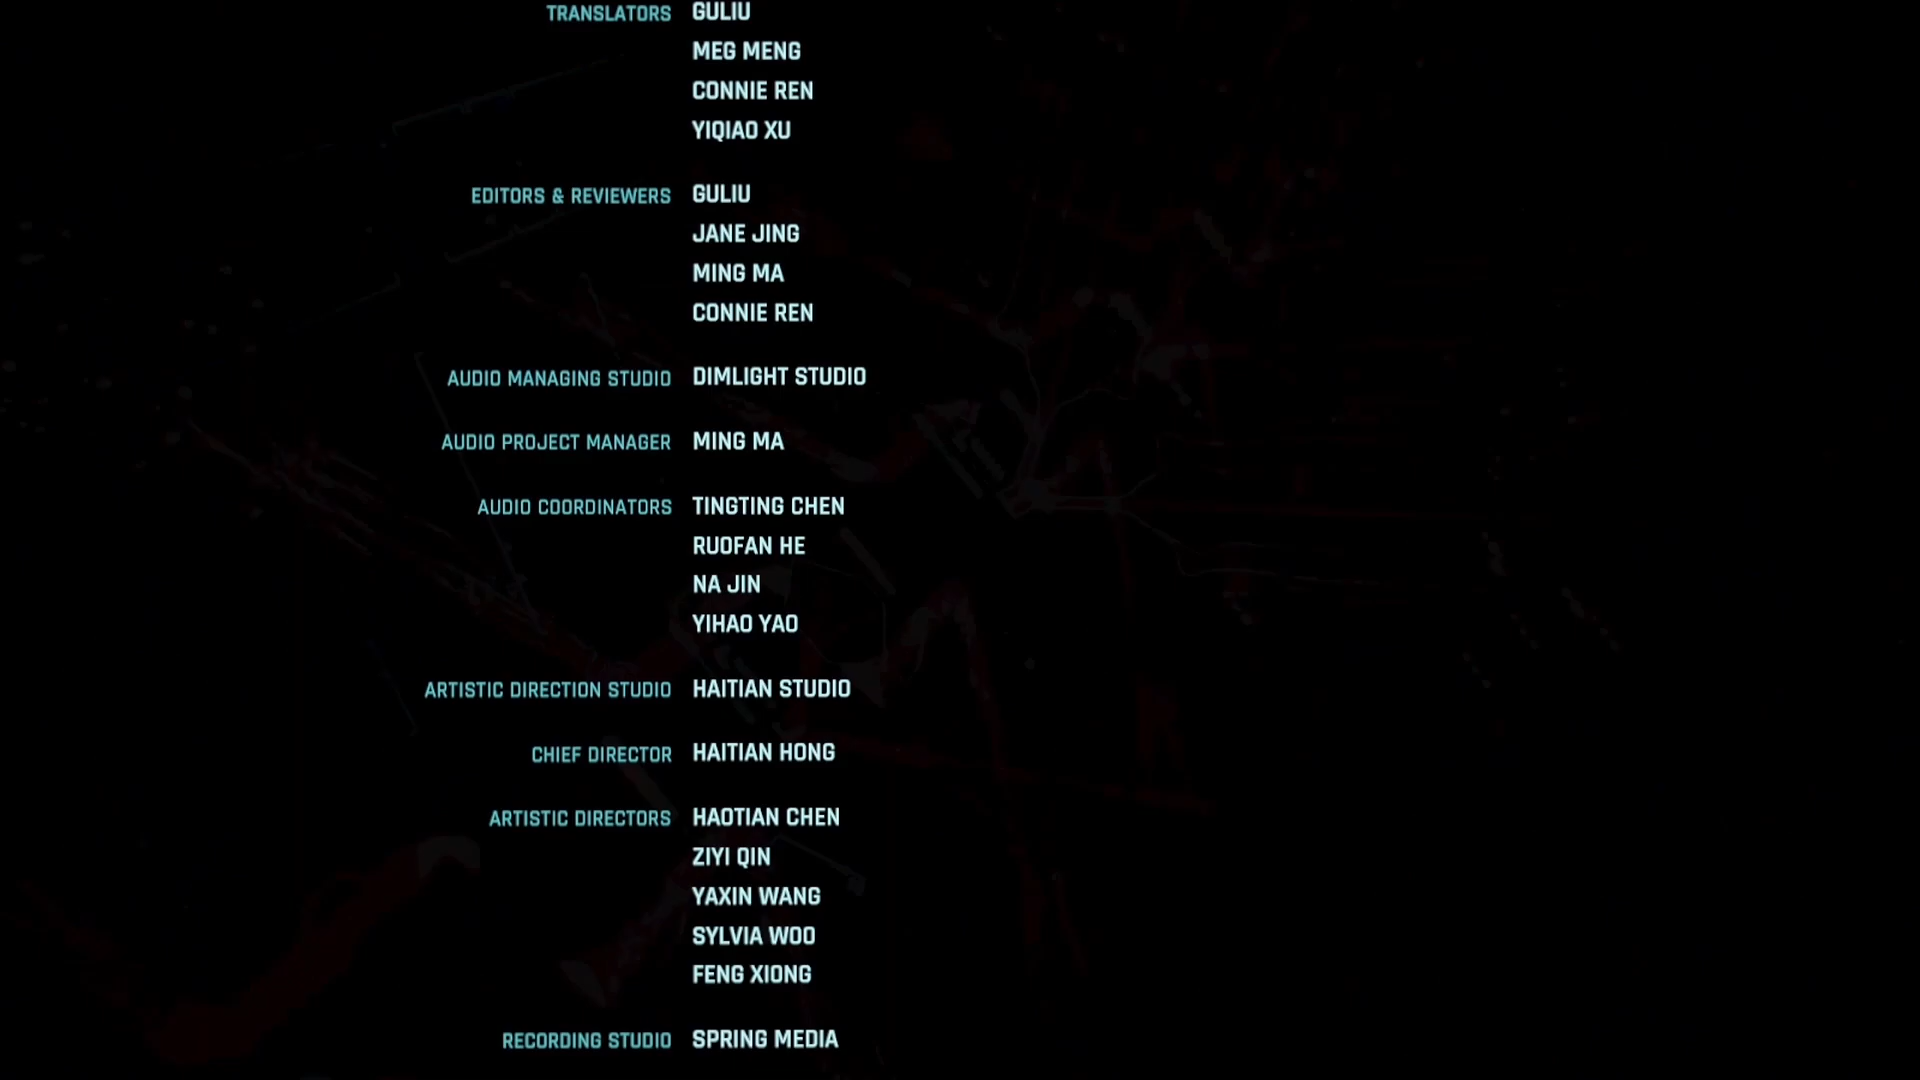 TRANSLATORS GULIU
MEG MENG
CONNIE REN
YIQIAO XU
EDITORS & REVIEWERS GULIU
JANE JING
MING MA
CONNIE REN
AUDIO MANAGING STUDIO DIMLIGHT STUDIO
AUDIO PROJECT MANAGER MING MA
AUDIO COORDINATORS TINGTING CHEN
RUOFAN HE
NA JIN
YIHAO YAO
ARTISTIC DIRECTION STUDIO HAITIAN STUDIO
CHIEF DIRECTOR HAITIAN HONG
ARTISTIC DIRECTORS HAOTIAN CHEN
ZIYI QIN
YAXIN WANG
SYLVIA WOO
FENG XIONG
RECORDING STUDIO SPRING MEDIA